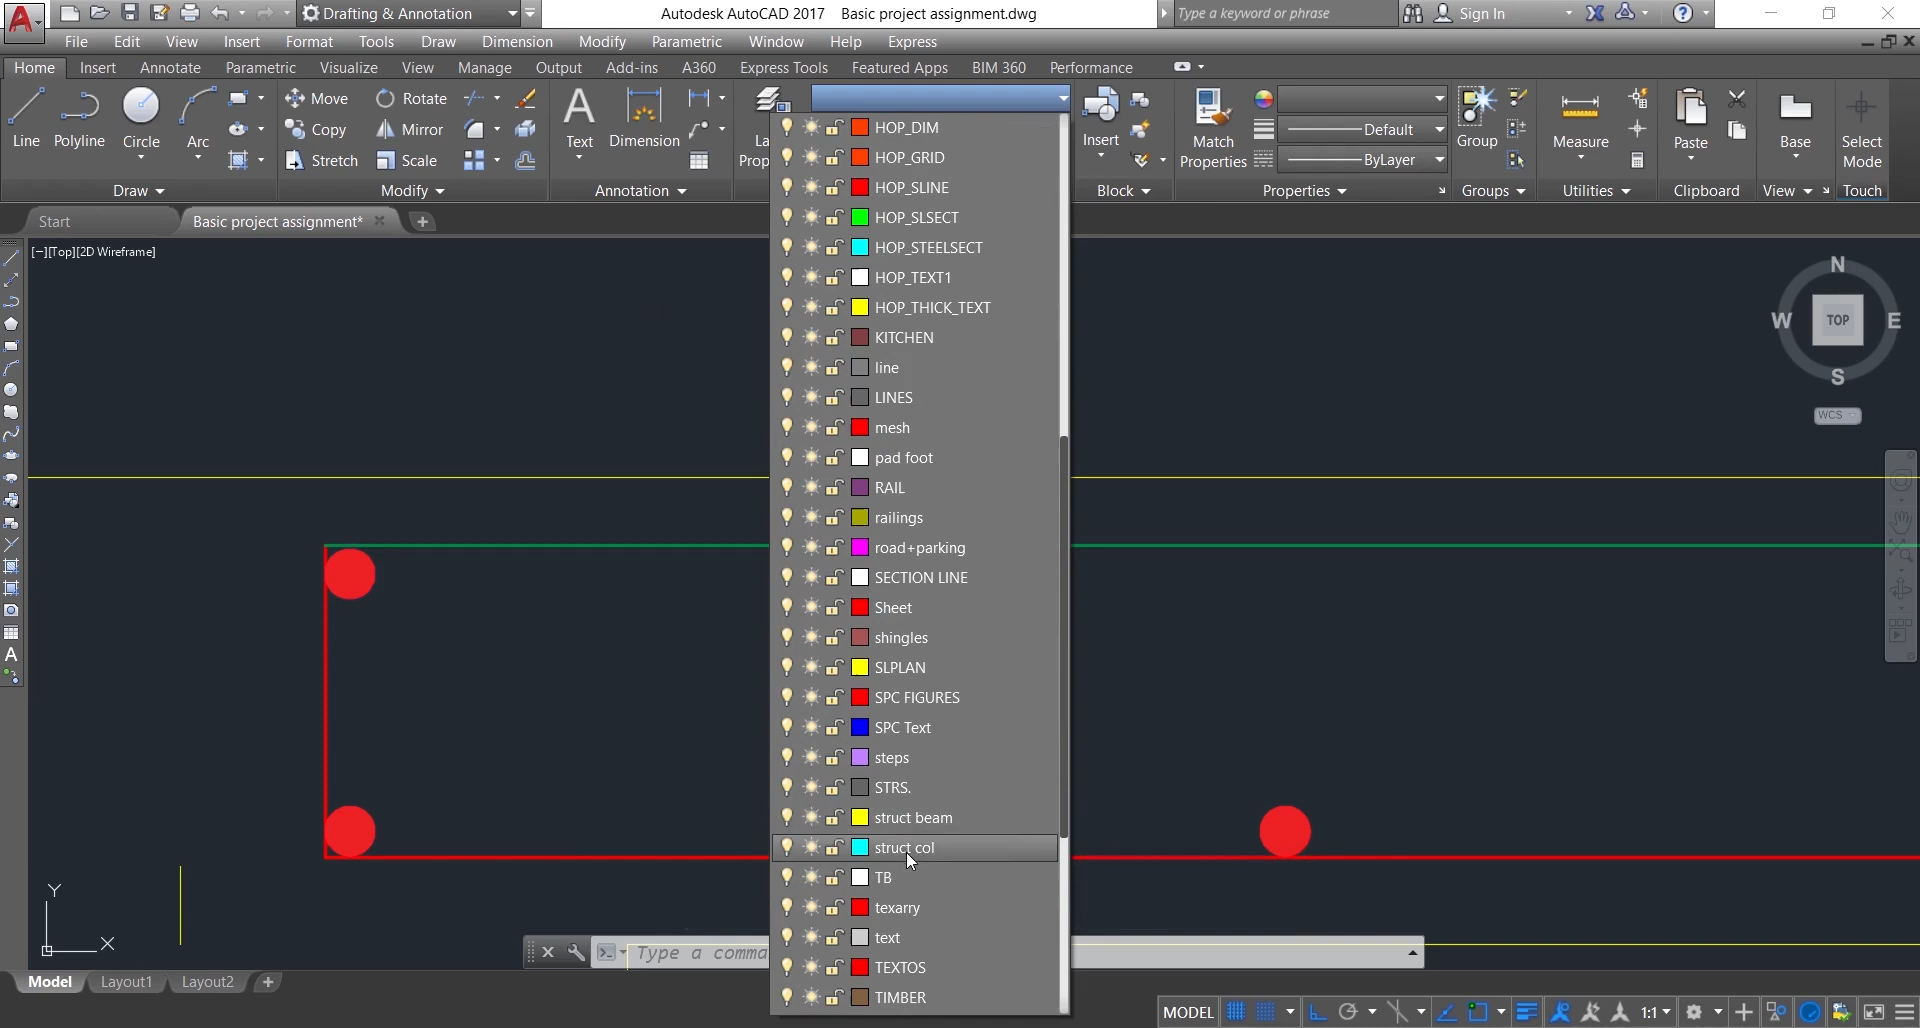 Drafting & Annotation
Autodesk AutoCAD 2017 Basic project assignment.dwg
Type a keyword or phrase
Sign In
File Edit View Insert Format Tools Draw Dimension Modify Parametric Window Help Express
Home Insert Annotate Parametric Visualize View Manage Output Add-ins A360 Express Tools Featured Apps BIM 360 Performance
Line Polyline Circle Arc
Move Rotate
Copy Mirror
Stretch Scale
Text Dimension
La
Prop
Insert
Match
Properties
Default
ByLayer
Group
Measure
Paste
Base
Select
Mode
Draw Modify Annotation Block Properties Groups Utilities Clipboard View Touch
Start Basic project assignment*
[−][Top][2D Wireframe]
HOP_DIM
HOP_GRID
HOP_SLINE
HOP_SLSECT
HOP_STEELSECT
HOP_TEXT1
HOP_THICK_TEXT
KITCHEN
line
LINES
mesh
pad foot
RAIL
railings
road+parking
SECTION LINE
Sheet
shingles
SLPLAN
SPC FIGURES
SPC Text
steps
STRS.
struct beam
struct col
TB
texarry
text
TEXTOS
TIMBER
N
W TOP E
S
WCS
A
Y
X
Type a comma
Model Layout1 Layout2
MODEL 1:1